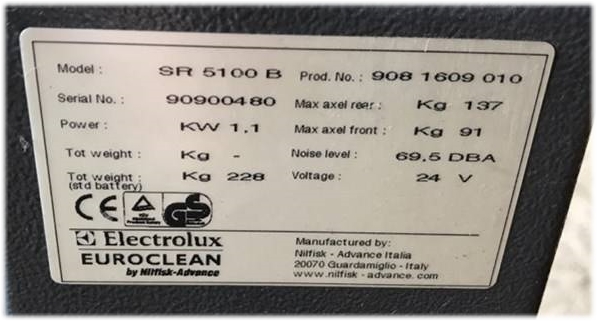 Model : SR 5100 B Prod. No. : 908 1609 010
Serial No. : 90900480 Max axel rear : Kg 137
Power : KW 1.1 Max axel front : Kg 91
Tot weight : Kg - Noise level : 69,5 DBA
Tot weight : Kg 228 Voltage : 24 V
(std battery)
CE GS
Electrolux
EUROCLEAN
by Nilfisk-Advance
Manufactured by:
Nilfisk - Advance Italia
20070 Guardamiglio - Italy
www.nilfisk - advance. com